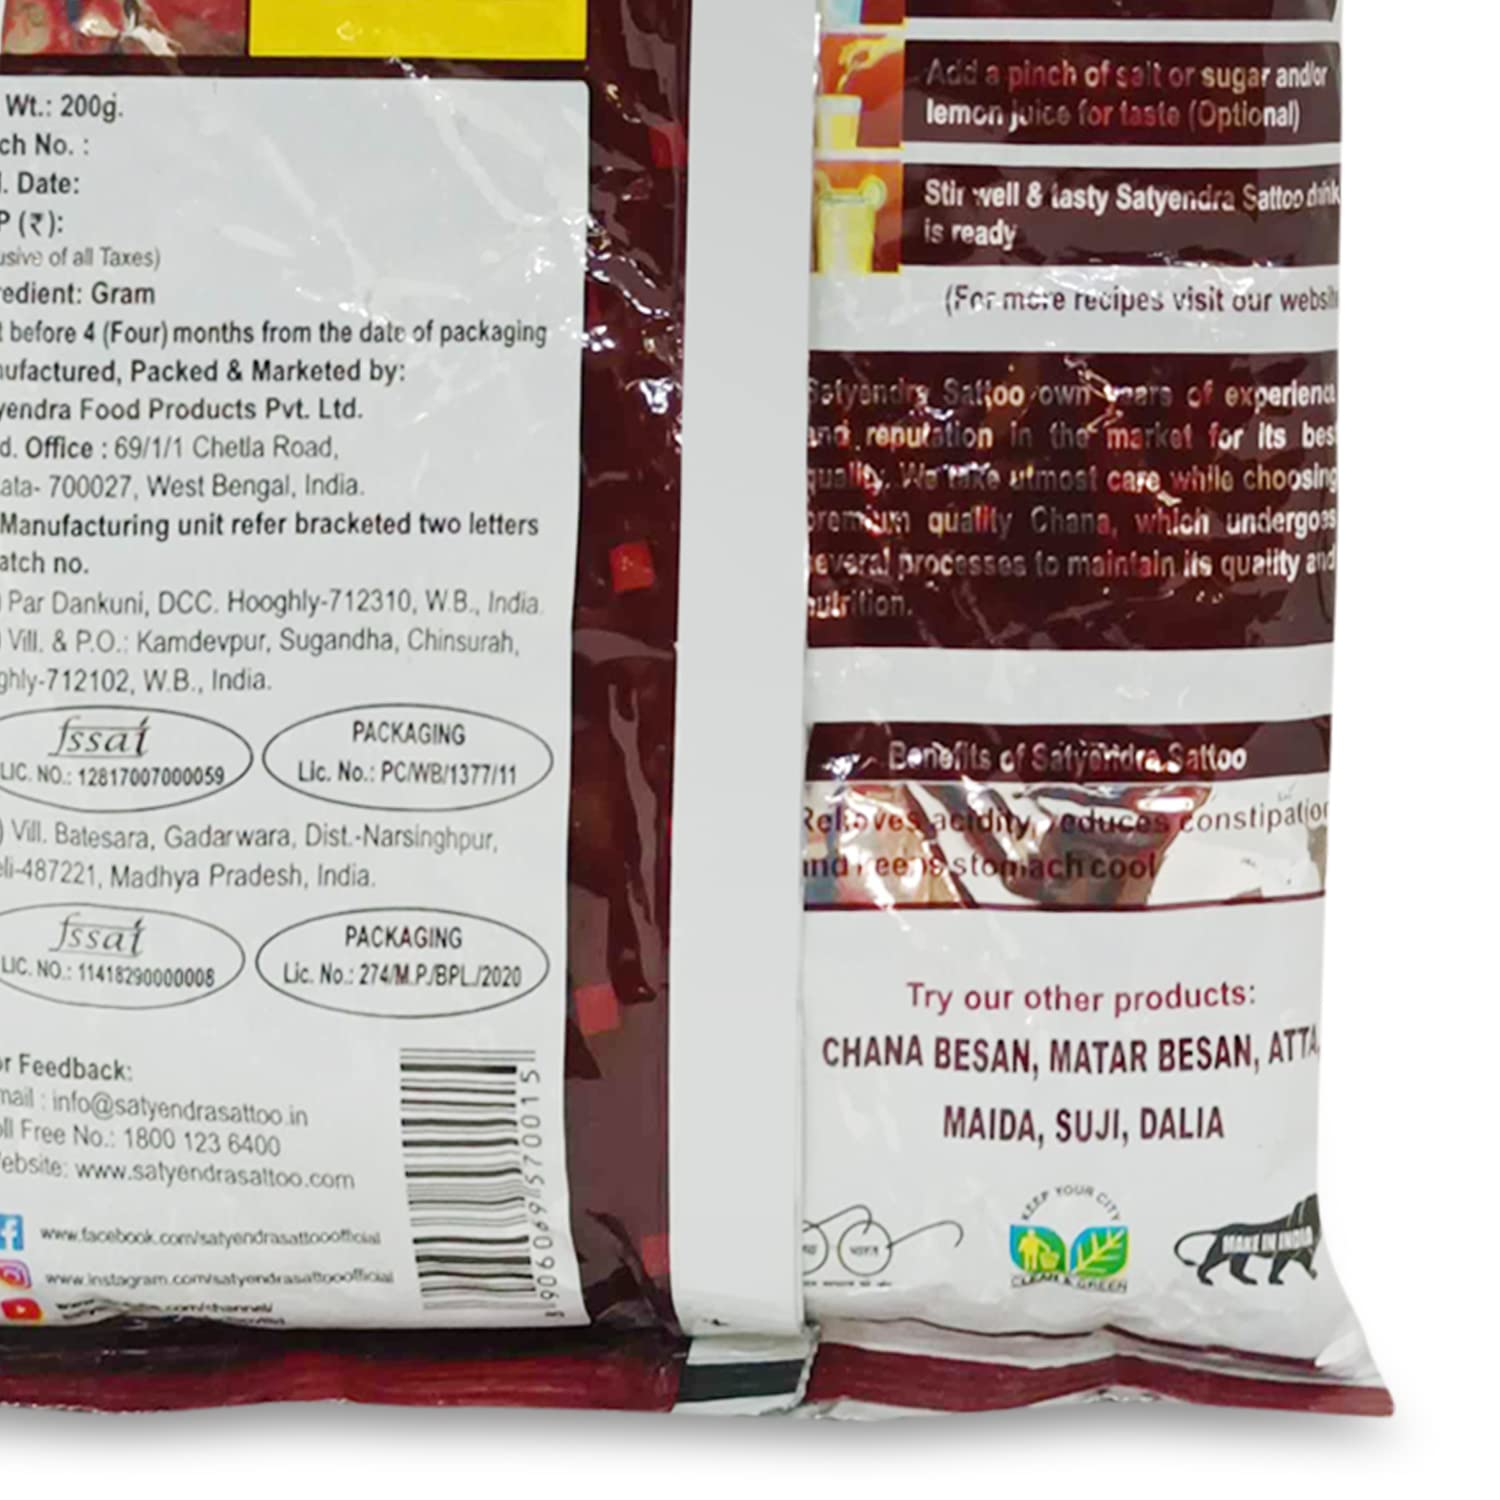 Wt.: 200g.
ch No. :
. Date:
P (₹):
usive of all Taxes)
edient: Gram
t before 4 (Four) months from the date of packaging
ufactured, Packed & Marketed by:
yendra Food Products Pvt. Ltd.
d. Office : 69/1/1 Chetla Road,
ata- 700027, West Bengal, India.
Manufacturing unit refer bracketed two letters
atch no.
) Par Dankuni, DCC. Hooghly-712310, W.B., India.
) Vill. & P.O.: Kamdevpur, Sugandha, Chinsurah,
ghly-712102, W.B., India.
fssai
LIC. NO.: 12817007000059
PACKAGING
Lic. No.: PC/WB/1377/11
) Vill. Batesara, Gadarwara, Dist.-Narsinghpur,
eli-487221, Madhya Pradesh, India.
fssai
LIC. NO.: 11418290000008
PACKAGING
Lic. No.: 274/M.P./BPL./2020
or Feedback:
mail : info@satyendrasattoo.in
oll Free No.: 1800 123 6400
ebsite: www.satyendrasattoo.com
www.facebook.com/satyendrasattooofficial
www.instagram.com/satyendrasattooofficial
8 906069 570015
Add a pinch of salt or sugar and/or
lemon juice for taste (Optional)
Stir well & tasty Satyendra Sattoo drink
is ready
(For more recipes visit our websit
Satyendra Sattoo own years of experienc
and reputation in the market for its best
quality. We take utmost care while choosing
premium quality Chana, which undergoes
several processes to maintain its quality and
nutrition.
Benefits of Satyendra Sattoo
Relieves acidity, reduces constipation
and keeps stomach cool
Try our other products:
CHANA BESAN, MATAR BESAN, ATTA,
MAIDA, SUJI, DALIA
भारत
KEEP YOUR CITY
CLEAN & GREEN
MAKE IN INDIA